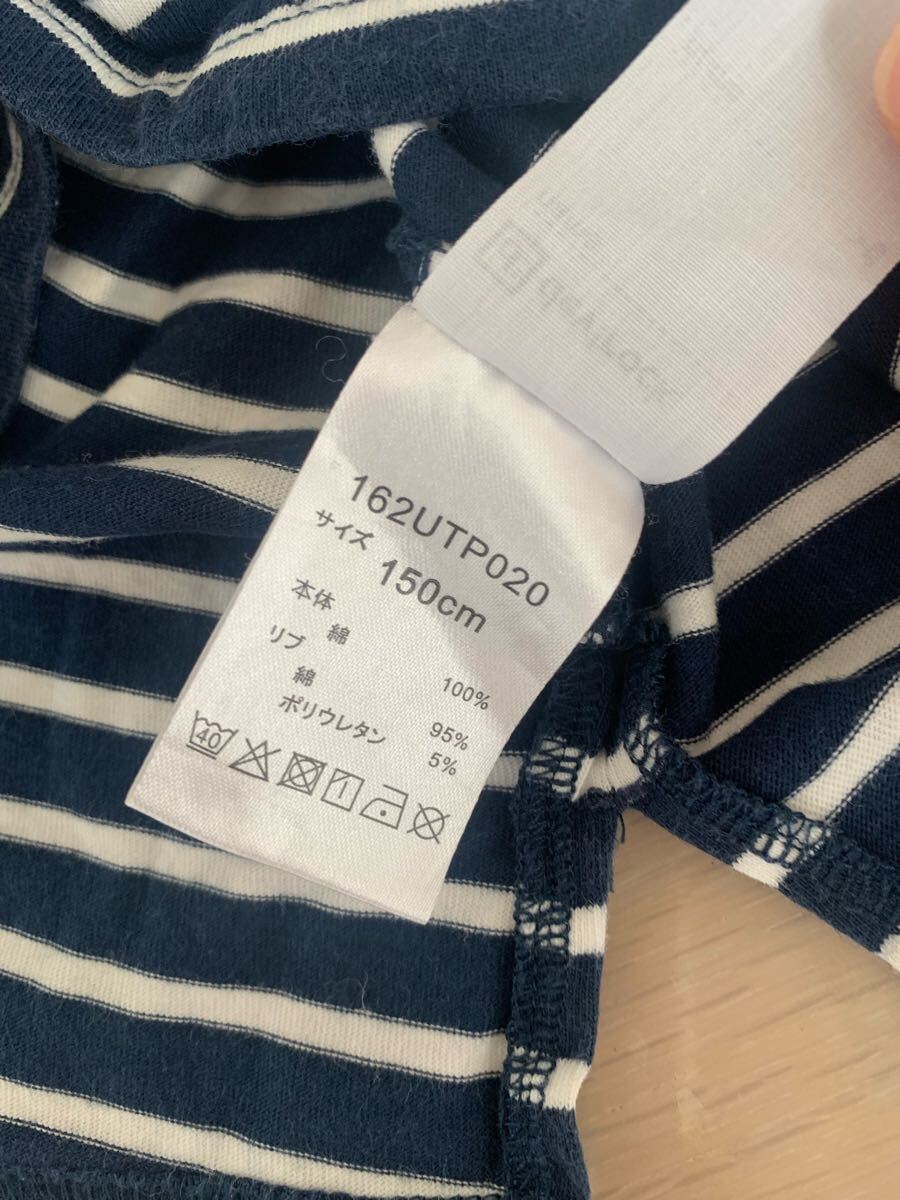 162UTP020
サイズ 150cm
本体
綿 100%
リブ
綿 95%
ポリウレタン 5%
40